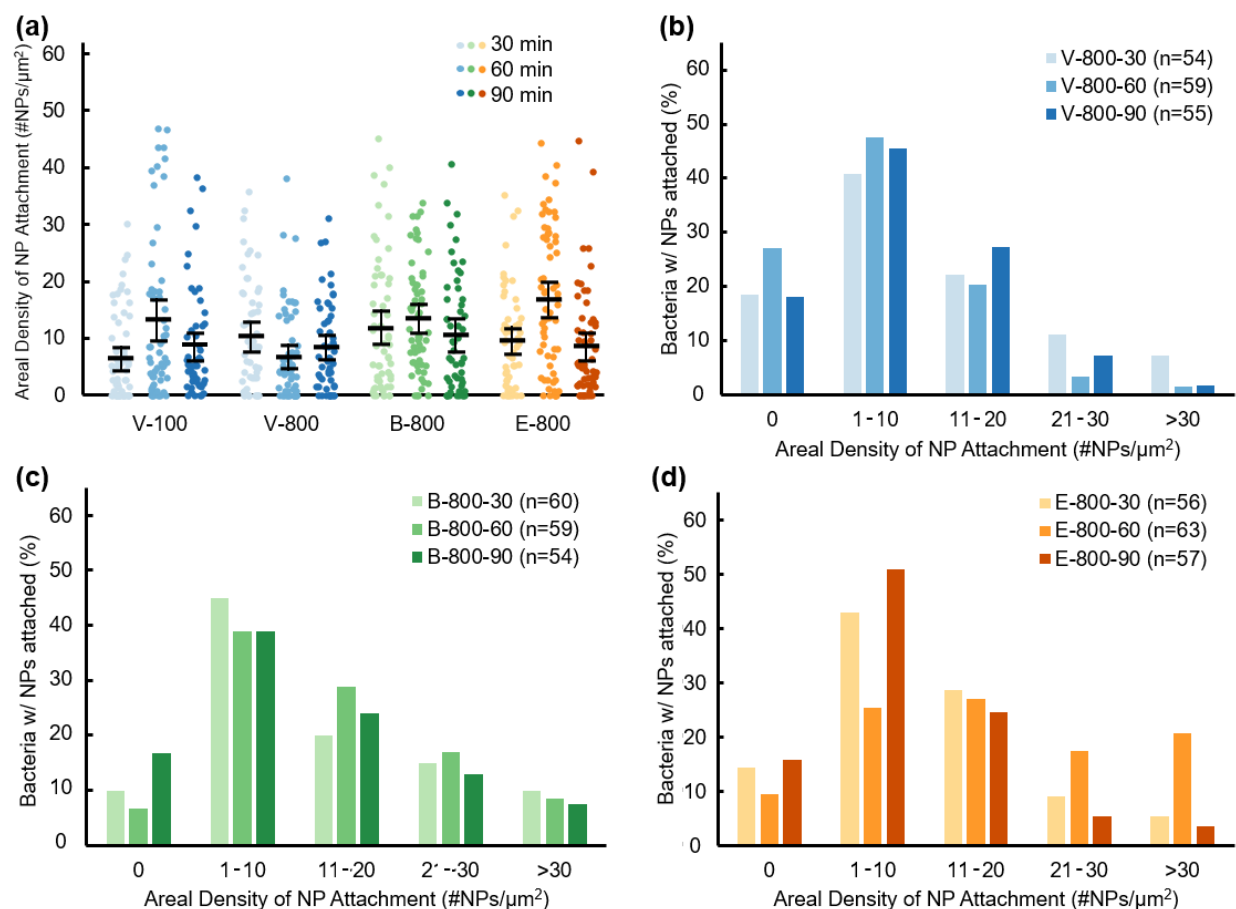 (a)
Areal Density of NP Attachment (#NPs/µm²)
60
50
40
30
20
10
0
30 min
60 min
90 min
V-100 V-800 B-800 E-800
(b)
Bacteria w/ NPs attached (%)
60
50
40
30
20
10
0
V-800-30 (n=54)
V-800-60 (n=59)
V-800-90 (n=55)
0 1-10 11-20 21-30 >30
Areal Density of NP Attachment (#NPs/µm²)
(c)
Bacteria w/ NPs attached (%)
60
50
40
30
20
10
0
B-800-30 (n=60)
B-800-60 (n=59)
B-800-90 (n=54)
0 1-10 11-20 >30
Areal Density of NP Attachment (#NPs/µm²)
(d)
Bacteria w/ NPs attached (%)
60
50
40
30
20
10
0
E-800-30 (n=56)
E-800-60 (n=63)
E-800-90 (n=57)
0 1-10 11-20 21-30 >30
Areal Density of NP Attachment (#NPs/µm²)